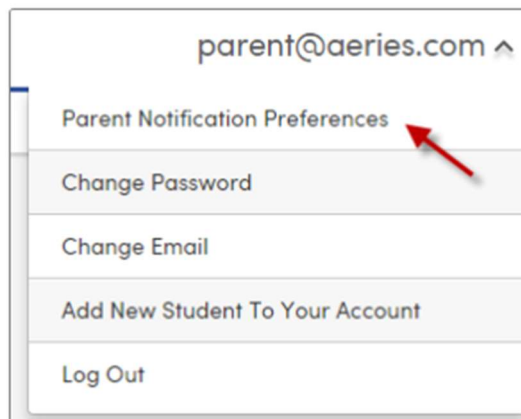 parent@aeries.com
Parent Notification Preferences
Change Password
Change Email
Add New Student To Your Account
Log Out